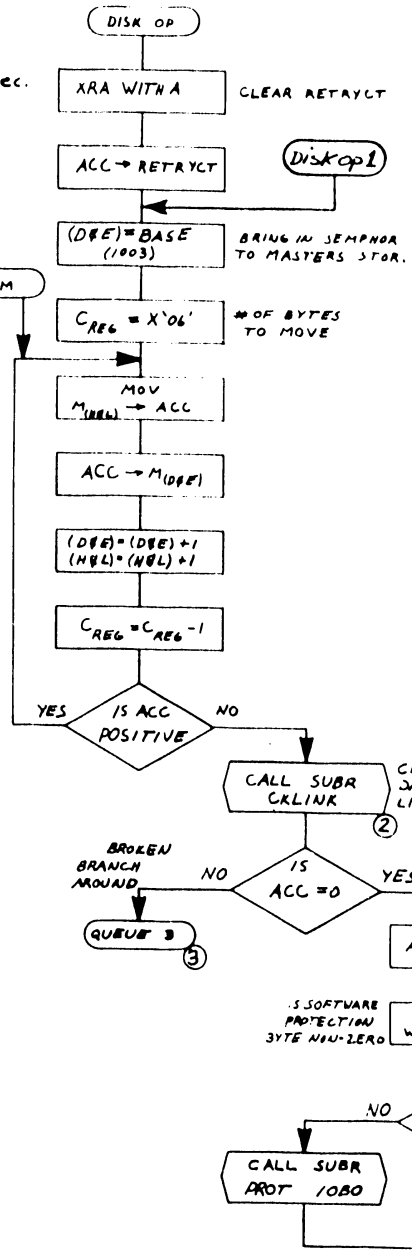 DISK OP
ec.
XRA WITH A
CLEAR RETRYCT
ACC → RETRYCT
DISKOP1
(D&E) = BASE
(1003)
BRING IN SEMPHOR
TO MASTERS STOR.
M
C REG = X'06'
# OF BYTES
TO MOVE
MOV
M(H&L) → ACC
ACC → M(D&E)
(D&E) = (D&E) + 1
(H&L) = (H&L) + 1
C REG = C REG - 1
YES
IS ACC
POSITIVE
NO
CALL SUBR
CKLINK
2
BROKEN
BRANCH
AROUND
NO
IS
ACC = 0
YES
QUEUE 3
3
S SOFTWARE
PROTECTION
BYTE NON-ZERO
NO
CALL SUBR
PROT 10B0